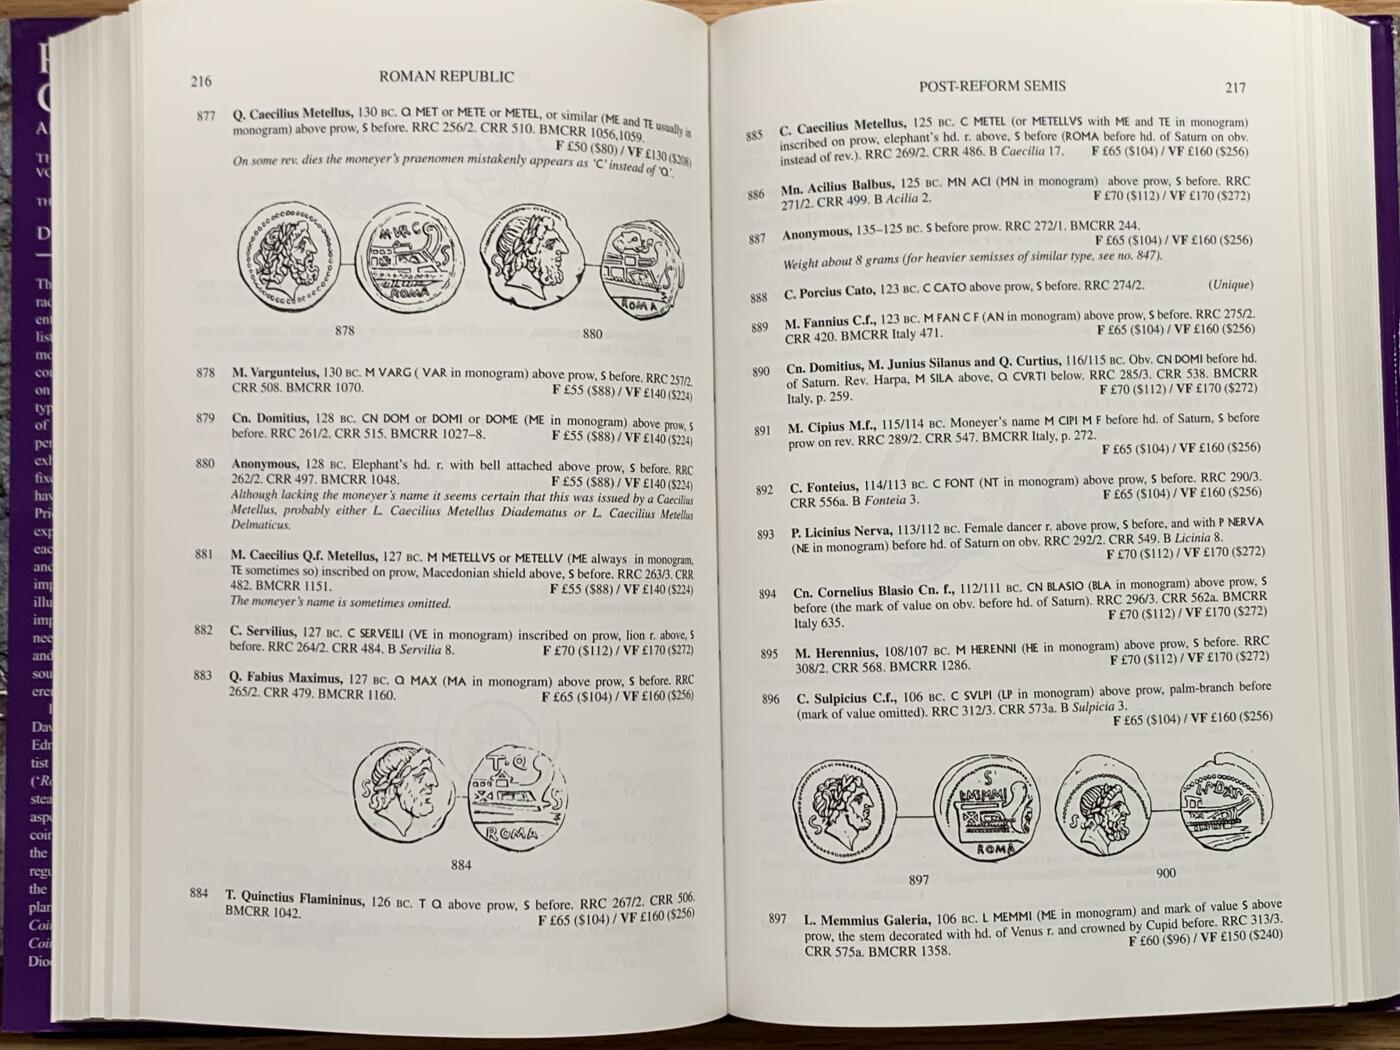 216
ROMAN REPUBLIC
877 Q. Caecilius Metellus, 130 BC. Q MET or METE or METEL, or similar (ME and TE usually in
monogram) above prow, S before. RRC 256/2. CRR 510. BMCRR 1056,1059.
F £50 ($80) / VF £130 ($208)
On some rev. dies the moneyer's praenomen mistakenly appears as 'C' instead of 'Q'.
M VRC
ROMA
ROMA
878
880
878 M. Vargunteius, 130 BC. M VARG ( VAR in monogram) above prow, S before. RRC 257/2.
CRR 508. BMCRR 1070. F £55 ($88) / VF £140 ($224)
879 Cn. Domitius, 128 BC. CN DOM or DOMI or DOME (ME in monogram) above prow, S
before. RRC 261/2. CRR 515. BMCRR 1027–8. F £55 ($88) / VF £140 ($224)
880 Anonymous, 128 BC. Elephant's hd. r. with bell attached above prow, S before. RRC
262/2. CRR 497. BMCRR 1048. F £55 ($88) / VF £140 ($224)
Although lacking the moneyer's name it seems certain that this was issued by a Caecilius
Metellus, probably either L. Caecilius Metellus Diadematus or L. Caecilius Metellus
Delmaticus.
881 M. Caecilius Q.f. Metellus, 127 BC. M METELLVS or METELLV (ME always in monogram,
TE sometimes so) inscribed on prow, Macedonian shield above, S before. RRC 263/3. CRR
482. BMCRR 1151. F £55 ($88) / VF £140 ($224)
The moneyer's name is sometimes omitted.
882 C. Servilius, 127 BC. C SERVEILI (VE in monogram) inscribed on prow, lion r. above, S
before. RRC 264/2. CRR 484. B Servilia 8. F £70 ($112) / VF £170 ($272)
883 Q. Fabius Maximus, 127 BC. Q MAX (MA in monogram) above prow, S before. RRC
265/2. CRR 479. BMCRR 1160. F £65 ($104) / VF £160 ($256)
S
T·Q
S
ROMA
884
884 T. Quinctius Flamininus, 126 BC. T Q above prow, S before. RRC 267/2. CRR 506.
BMCRR 1042. F £65 ($104) / VF £160 ($256)
POST-REFORM SEMIS
217
885 C. Caecilius Metellus, 125 BC. C METEL (or METELLVS with ME and TE in monogram)
inscribed on prow, elephant's hd. r. above, S before (ROMA before hd. of Saturn on obv.
instead of rev.). RRC 269/2. CRR 486. B Caecilia 17. F £65 ($104) / VF £160 ($256)
886 Mn. Acilius Balbus, 125 BC. MN ACI (MN in monogram) above prow, S before. RRC
271/2. CRR 499. B Acilia 2. F £70 ($112) / VF £170 ($272)
887 Anonymous, 135–125 BC. S before prow. RRC 272/1. BMCRR 244.
F £65 ($104) / VF £160 ($256)
Weight about 8 grams (for heavier semisses of similar type, see no. 847).
888 C. Porcius Cato, 123 BC. C CATO above prow, S before. RRC 274/2. (Unique)
889 M. Fannius C.f., 123 BC. M FAN C F (AN in monogram) above prow, S before. RRC 275/2.
CRR 420. BMCRR Italy 471. F £65 ($104) / VF £160 ($256)
890 Cn. Domitius, M. Junius Silanus and Q. Curtius, 116/115 BC. Obv. CN DOMI before hd.
of Saturn. Rev. Harpa, M SILA above, Q CVRTI below. RRC 285/3. CRR 538. BMCRR
Italy, p. 259. F £70 ($112) / VF £170 ($272)
891 M. Cipius M.f., 115/114 BC. Moneyer's name M CIPI M F before hd. of Saturn, S before
prow on rev. RRC 289/2. CRR 547. BMCRR Italy, p. 272.
F £65 ($104) / VF £160 ($256)
892 C. Fonteius, 114/113 BC. C FONT (NT in monogram) above prow, S before. RRC 290/3.
CRR 556a. B Fonteia 3. F £65 ($104) / VF £160 ($256)
893 P. Licinius Nerva, 113/112 BC. Female dancer r. above prow, S before, and with P NERVA
(NE in monogram) before hd. of Saturn on obv. RRC 292/2. CRR 549. B Licinia 8.
F £70 ($112) / VF £170 ($272)
894 Cn. Cornelius Blasio Cn. f., 112/111 BC. CN BLASIO (BLA in monogram) above prow, S
before (the mark of value on obv. before hd. of Saturn). RRC 296/3. CRR 562a. BMCRR
Italy 635. F £70 ($112) / VF £170 ($272)
895 M. Herennius, 108/107 BC. M HERENNI (HE in monogram) above prow, S before. RRC
308/2. CRR 568. BMCRR 1286. F £70 ($112) / VF £170 ($272)
896 C. Sulpicius C.f., 106 BC. C SVLPI (LP in monogram) above prow, palm-branch before
(mark of value omitted). RRC 312/3. CRR 573a. B Sulpicia 3.
F £65 ($104) / VF £160 ($256)
S
S
L MEMMI
ROMA
S
897
900
897 L. Memmius Galeria, 106 BC. L MEMMI (ME in monogram) and mark of value S above
prow, the stem decorated with hd. of Venus r. and crowned by Cupid before. RRC 313/3.
CRR 575a. BMCRR 1358. F £60 ($96) / VF £150 ($240)